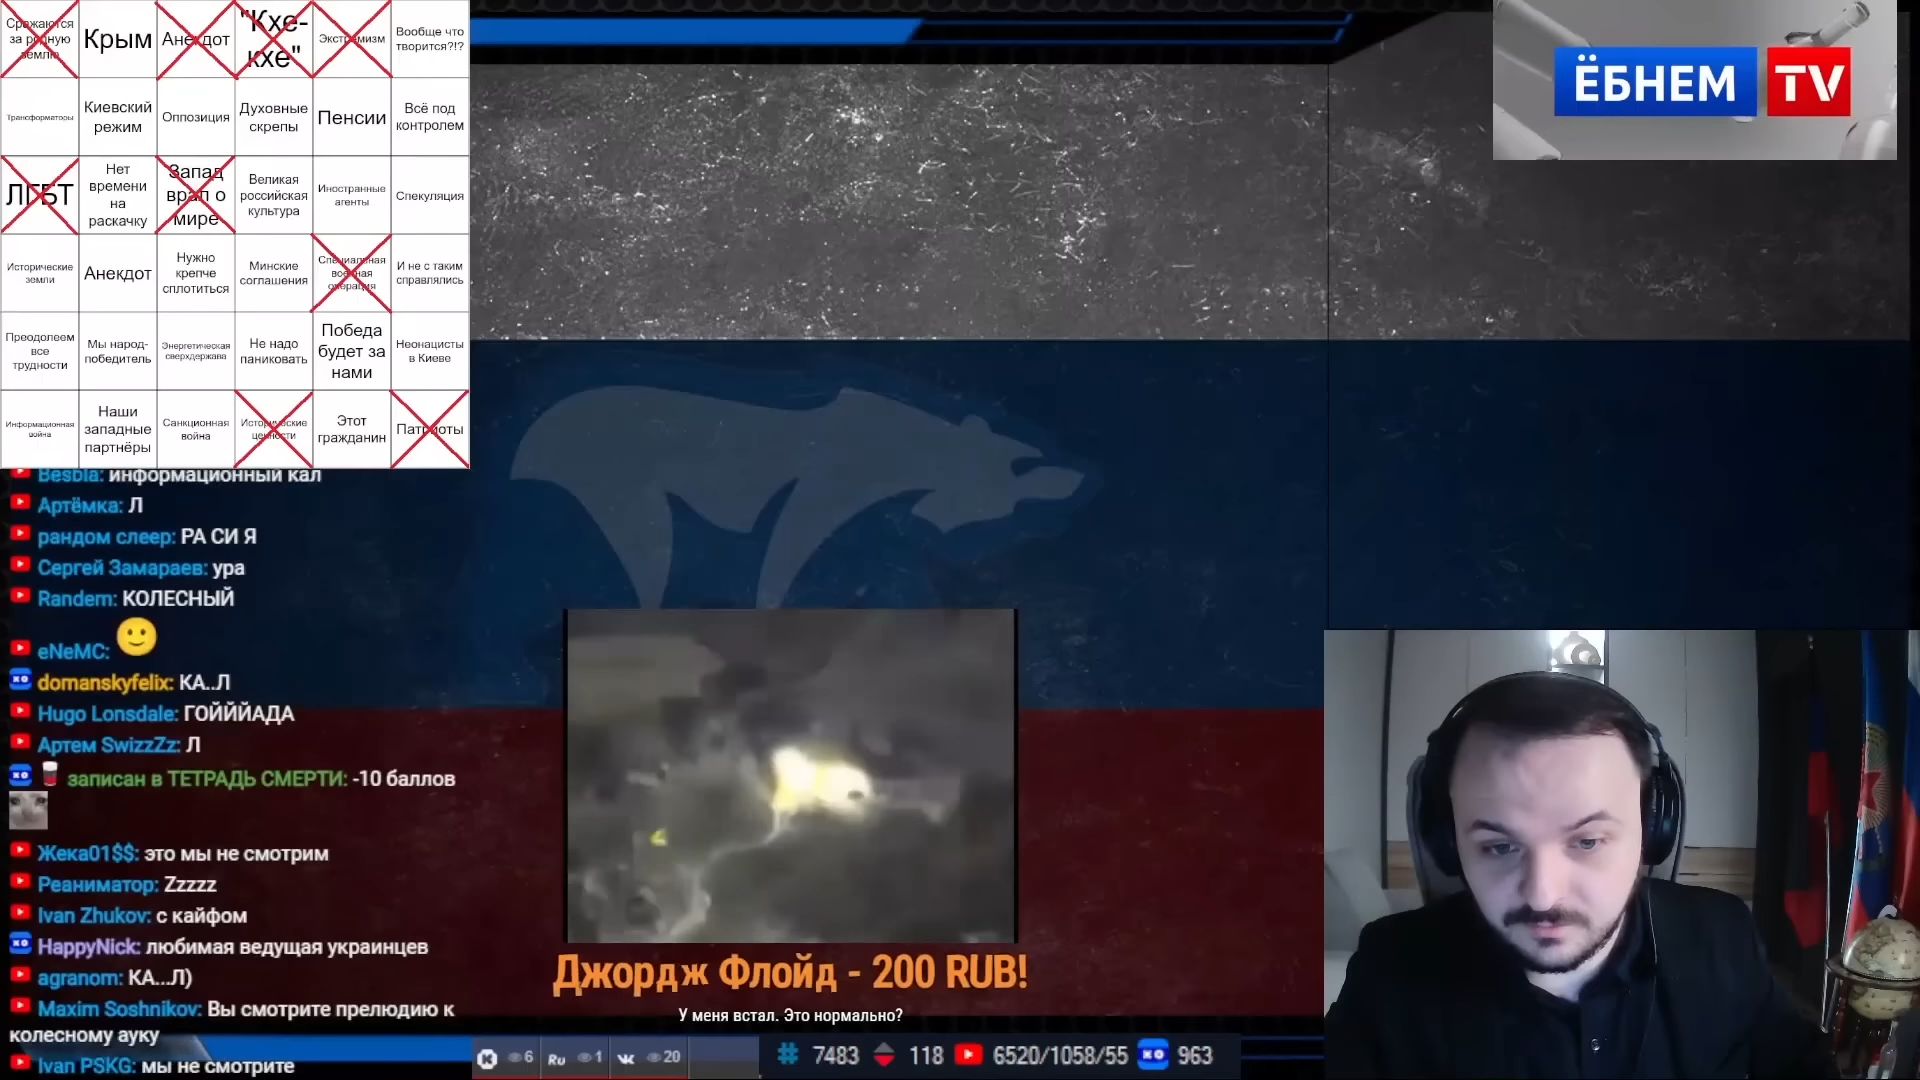 Сражаются
за родную
землю
Крым
Анекдот
"Кхе-
кхе"
Экстремизм
Вообще что
творится?!?
Трансформаторы
Киевский
режим
Оппозиция
Духовные
скрепы
Пенсии
Всё под
контролем
ЛГБТ
Нет
времени
на
раскачку
Запад
врал о
мире
Великая
российская
культура
Иностранные
агенты
Спекуляция
Исторические
земли
Анекдот
Нужно
крепче
сплотиться
Минские
соглашения
Специальная
военная
операция
И не с таким
справлялись
Преодолеем
все
трудности
Мы народ-
победитель
Энергетическая
сверхдержава
Не надо
паниковать
Победа
будет за
нами
Неонацисты
в Киеве
Информационная
война
Наши
западные
партнёры
Санкционная
война
Исторические
ценности
Этот
гражданин
Патриоты
ЁБНЕМ TV
Besbla: информационный кал
Артёмка: Л
рандом слеер: РА СИ Я
Сергей Замараев: ура
Randem: КОЛЕСНЫЙ
eNeMC:
domanskyfelix: КА..Л
Hugo Lonsdale: ГОЙЙЙАДА
Артем SwizzZz: Л
записан в ТЕТРАДЬ СМЕРТИ: -10 баллов
Жека01$$: это мы не смотрим
Реаниматор: Zzzzz
Ivan Zhukov: с кайфом
HappyNick: любимая ведущая украинцев
agranom: КА...Л)
Maxim Soshnikov: Вы смотрите прелюдию к
колесному ауку
Ivan PSKG: мы не смотрите
Джордж Флойд - 200 RUB!
У меня встал. Это нормально?
K 6 Ru 1 VK 20
# 7483 118 6520/1058/55 963